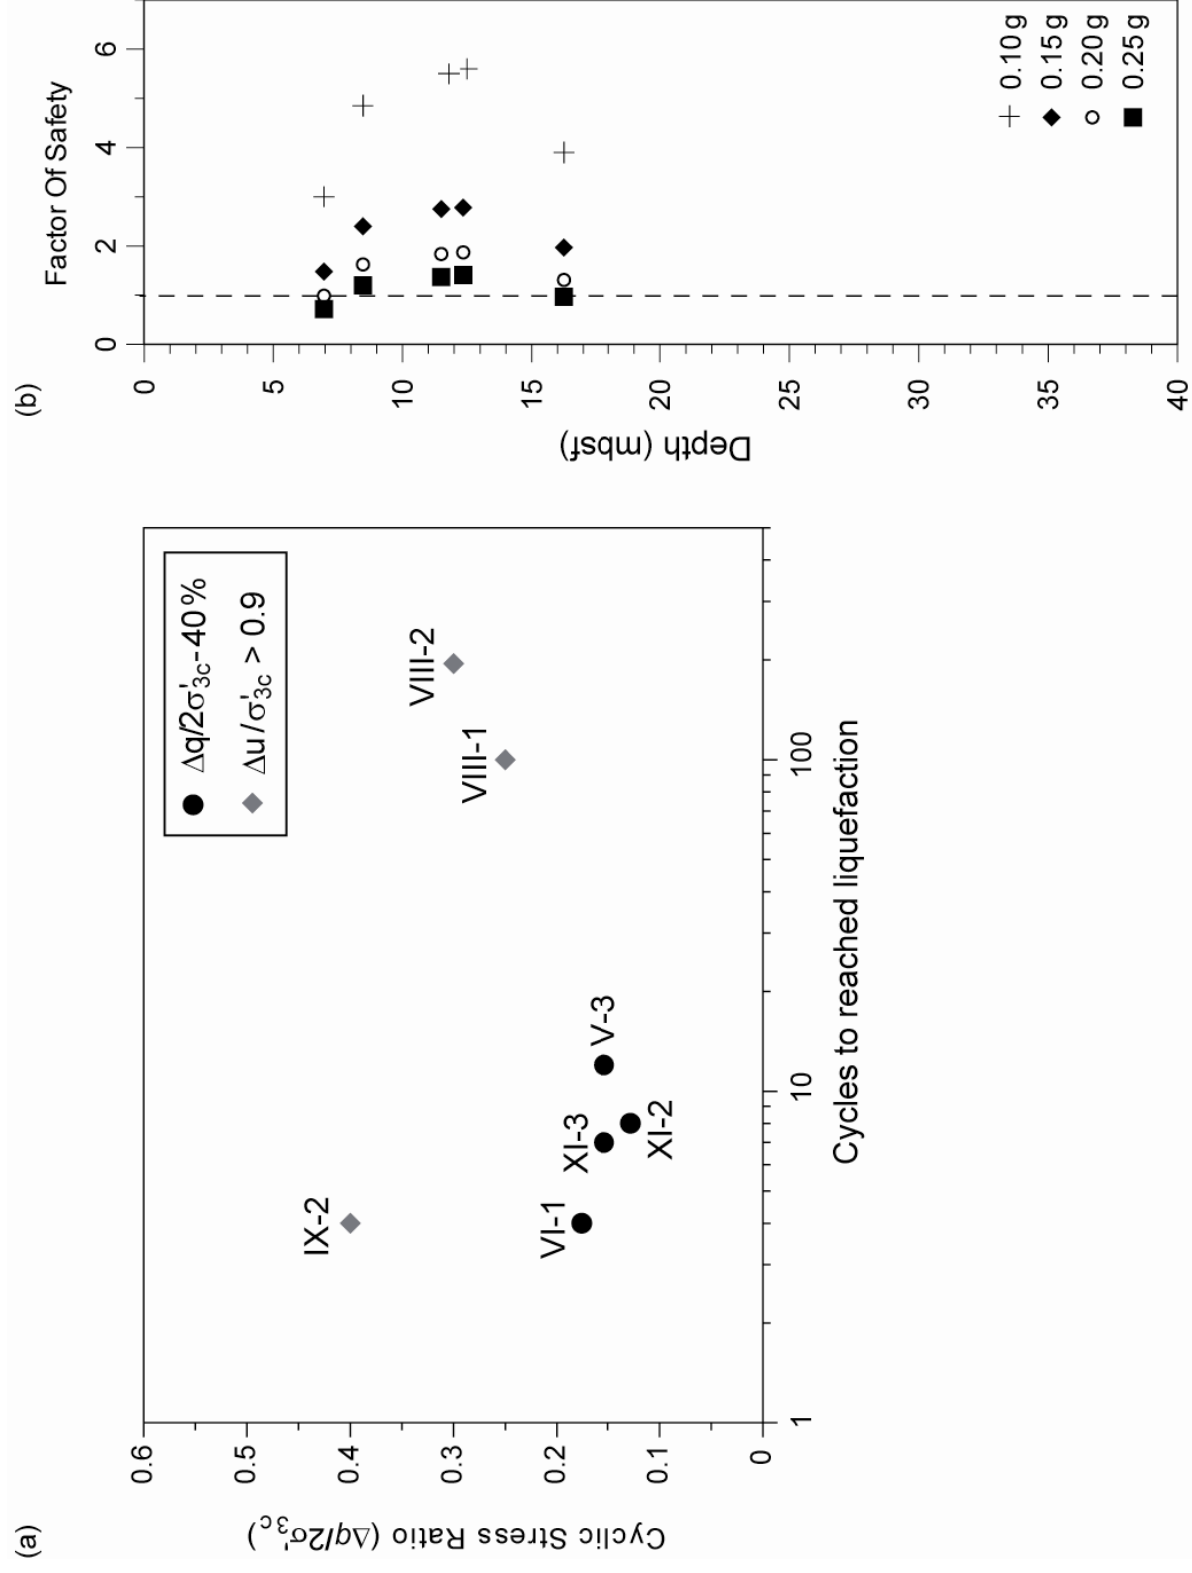 (a)
Cyclic Stress Ratio (Δq/2σ'3c)
0.6
0.5
0.4
0.3
0.2
0.1
0
1
10
100
Cycles to reached liquefaction
Δq/2σ'3c-40%
Δu/σ'3c > 0.9
IX-2
VIII-2
VIII-1
VI-1
XI-3
XI-2
V-3
(b)
Factor Of Safety
0
2
4
6
Depth (mbsf)
0
5
10
15
20
25
30
35
40
0.10 g
0.15 g
0.20 g
0.25 g